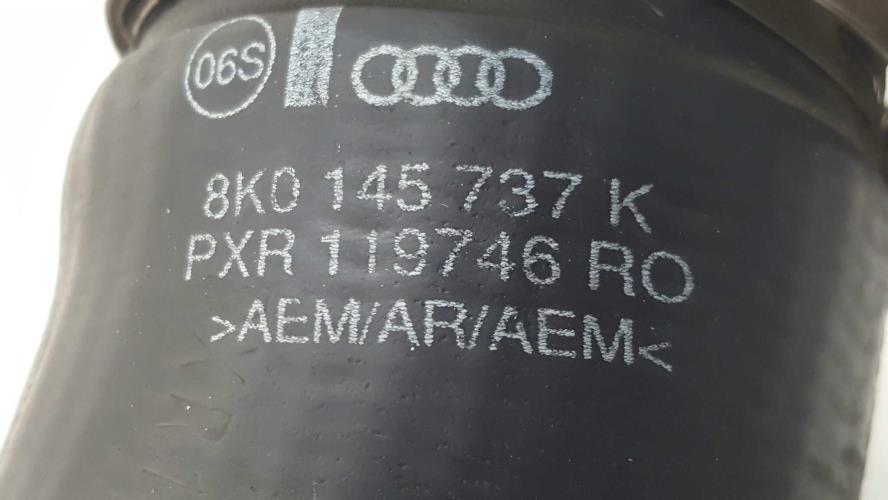 06S
8K0 145 737 K
PXR 119746 RO
>AEM/AR/AEM<